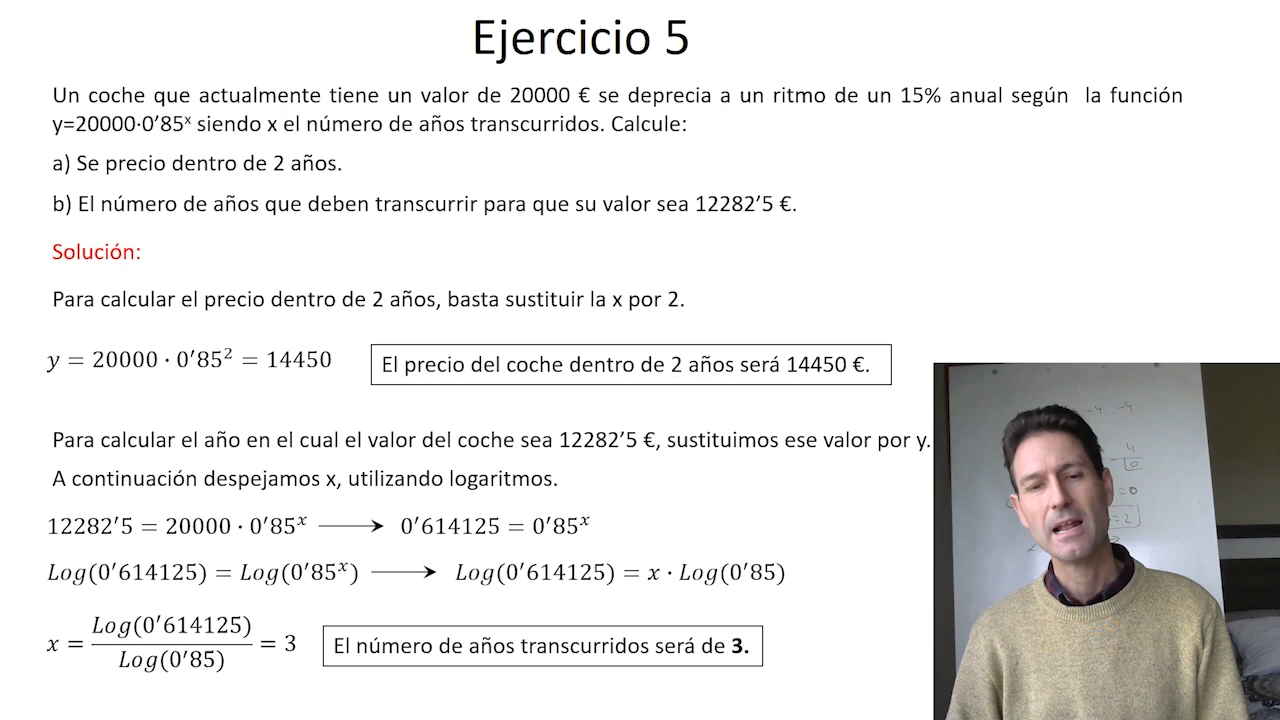 Ejercicio 5
Un coche que actualmente tiene un valor de 20000 € se deprecia a un ritmo de un 15% anual según la función
y=20000·0’85ˣ siendo x el número de años transcurridos. Calcule:
a) Se precio dentro de 2 años.
b) El número de años que deben transcurrir para que su valor sea 12282’5 €.
Solución:
Para calcular el precio dentro de 2 años, basta sustituir la x por 2.
y = 20000 · 0′85² = 14450
El precio del coche dentro de 2 años será 14450 €.
Para calcular el año en el cual el valor del coche sea 12282’5 €, sustituimos ese valor por y.
A continuación despejamos x, utilizando logaritmos.
12282′5 = 20000 · 0′85ˣ ⟶ 0′614125 = 0′85ˣ
Log(0′614125) = Log(0′85ˣ) ⟶ Log(0′614125) = x · Log(0′85)
x = Log(0′614125) / Log(0′85) = 3
El número de años transcurridos será de 3.
-4 -4
4
0
=0
=2